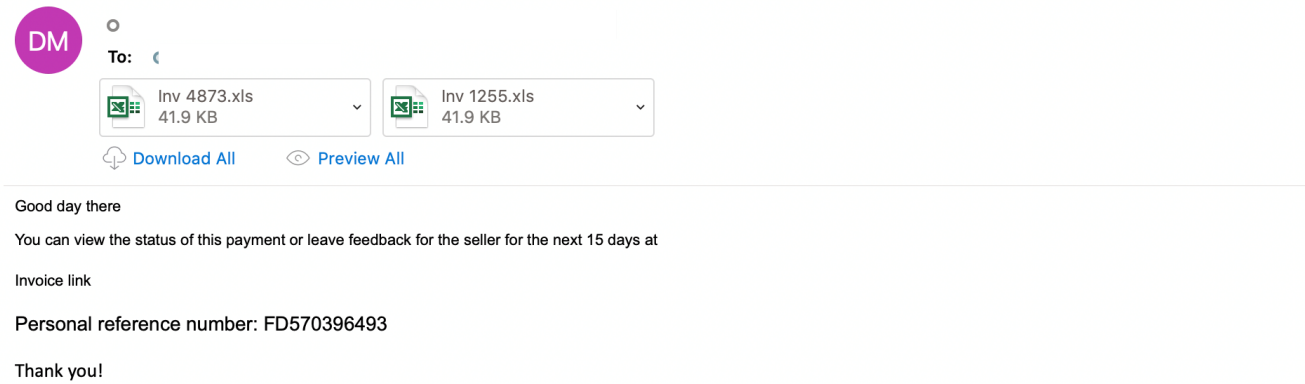 DM
To:
Inv 4873.xls
41.9 KB
Inv 1255.xls
41.9 KB
Download All
Preview All
Good day there
You can view the status of this payment or leave feedback for the seller for the next 15 days at
Invoice link
Personal reference number: FD570396493
Thank you!